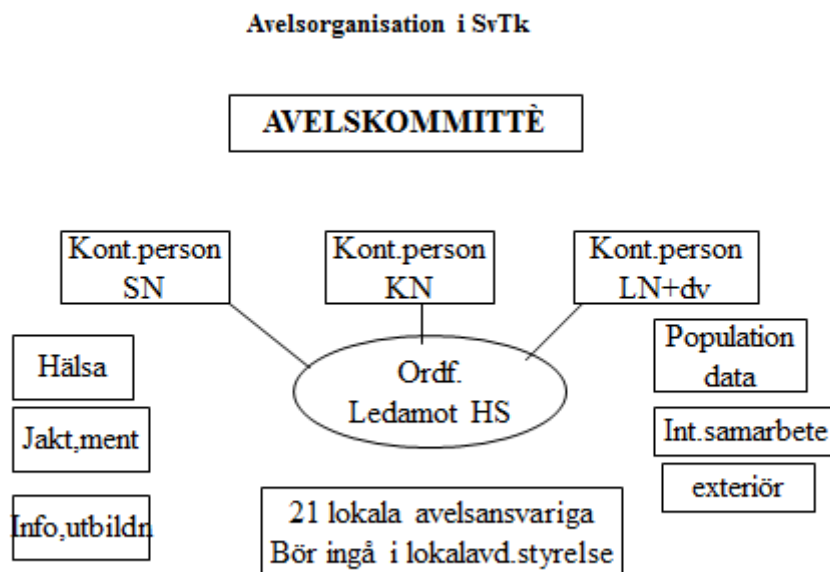 Avelsorganisation i SvTk
AVELSKOMMITTÈ
Kont.person
SN
Kont.person
KN
Kont.person
LN+dv
Hälsa
Jakt,ment
Info,utbildn
Ordf.
Ledamot HS
Population
data
Int.samarbete
exteriör
21 lokala avelsansvariga
Bör ingå i lokalavd.styrelse